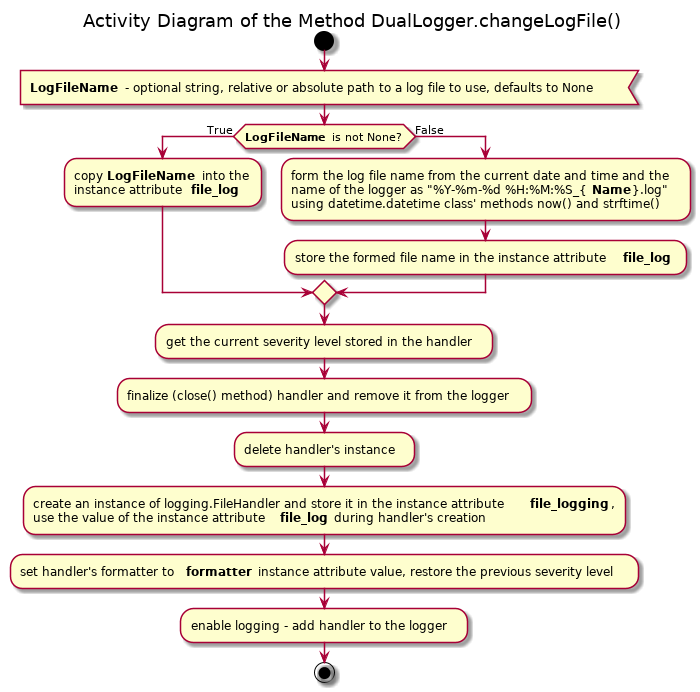 Activity Diagram of the Method DualLogger.changeLogFile()
LogFileName - optional string, relative or absolute path to a log file to use, defaults to None
True
LogFileName is not None?
False
copy LogFileName into the
instance attribute file_log
form the log file name from the current date and time and the
name of the logger as "%Y-%m-%d %H:%M:%S_{ Name}.log"
using datetime.datetime class' methods now() and strftime()
store the formed file name in the instance attribute file_log
get the current severity level stored in the handler
finalize (close() method) handler and remove it from the logger
delete handler's instance
create an instance of logging.FileHandler and store it in the instance attribute file_logging,
use the value of the instance attribute file_log during handler's creation
set handler's formatter to formatter instance attribute value, restore the previous severity level
enable logging - add handler to the logger